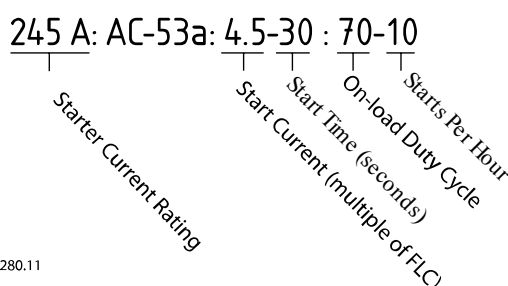 245 A: AC-53a: 4.5-30 : 70-10
Starter Current Rating
Start Current (multiple of FLC)
Start Time (seconds)
On-load Duty Cycle
Starts Per Hour
280.11